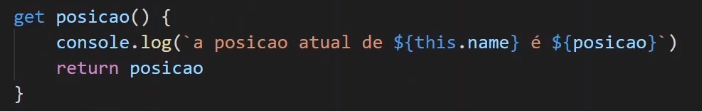 get posicao() {
console.log(`a posicao atual de ${this.name} é ${posicao}`)
return posicao
}